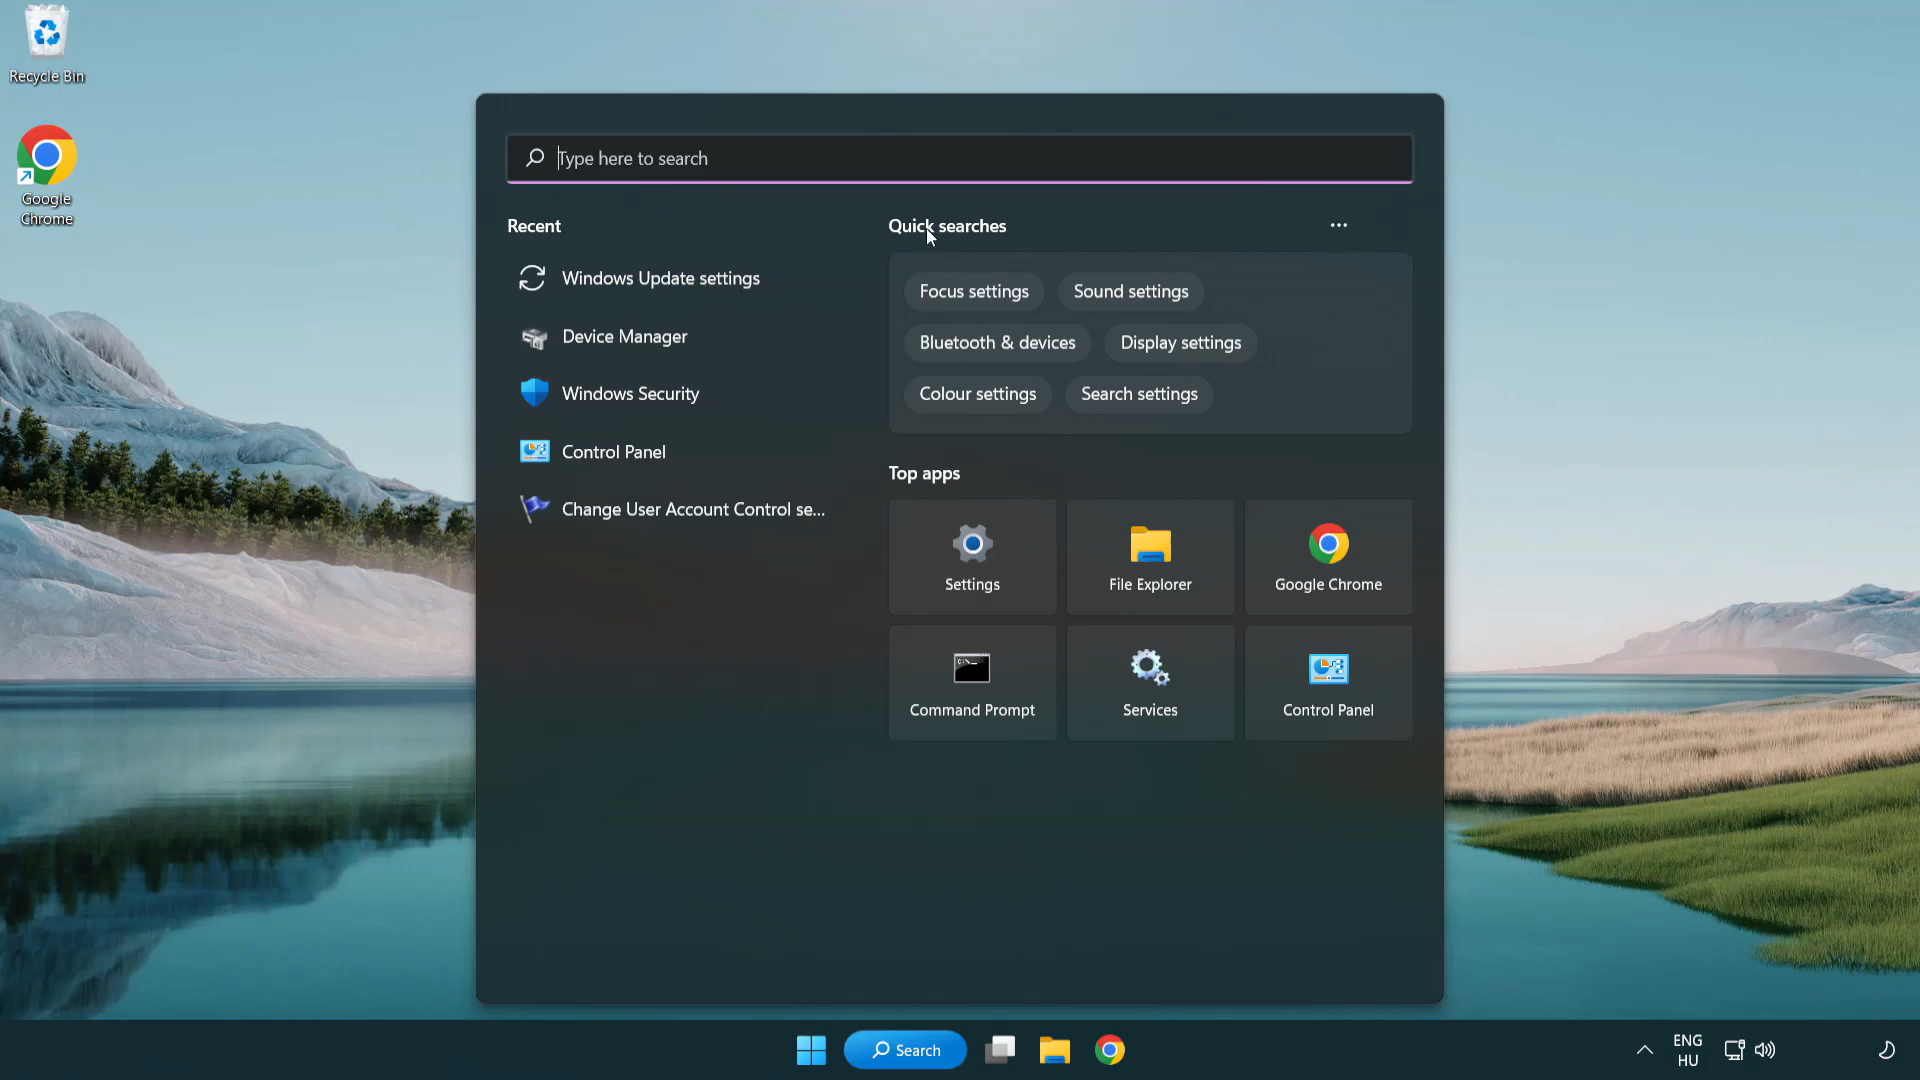 Recycle Bin
Google
Chrome
Type here to search
Recent
Windows Update settings
Device Manager
Windows Security
Control Panel
Change User Account Control se...
Quick searches
Focus settings
Sound settings
Bluetooth & devices
Display settings
Colour settings
Search settings
Top apps
Settings
File Explorer
Google Chrome
Command Prompt
Services
Control Panel
Search
ENG
HU